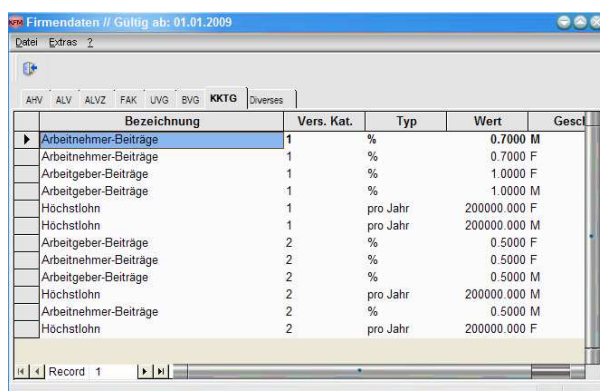 KFM Firmendaten // Gültig ab: 01.01.2009
Datei Extras ?
AHV ALV ALVZ FAK UVG BVG KKTG Diverses
Bezeichnung Vers. Kat. Typ Wert Gescl
Arbeitnehmer-Beiträge 1 % 0.7000 M
Arbeitnehmer-Beiträge 1 % 0.7000 F
Arbeitgeber-Beiträge 1 % 1.0000 F
Arbeitgeber-Beiträge 1 % 1.0000 M
Höchstlohn 1 pro Jahr 200000.000 F
Höchstlohn 1 pro Jahr 200000.000 M
Arbeitgeber-Beiträge 2 % 0.5000 F
Arbeitnehmer-Beiträge 2 % 0.5000 F
Arbeitgeber-Beiträge 2 % 0.5000 M
Höchstlohn 2 pro Jahr 200000.000 M
Arbeitnehmer-Beiträge 2 % 0.5000 M
Höchstlohn 2 pro Jahr 200000.000 F
Record 1